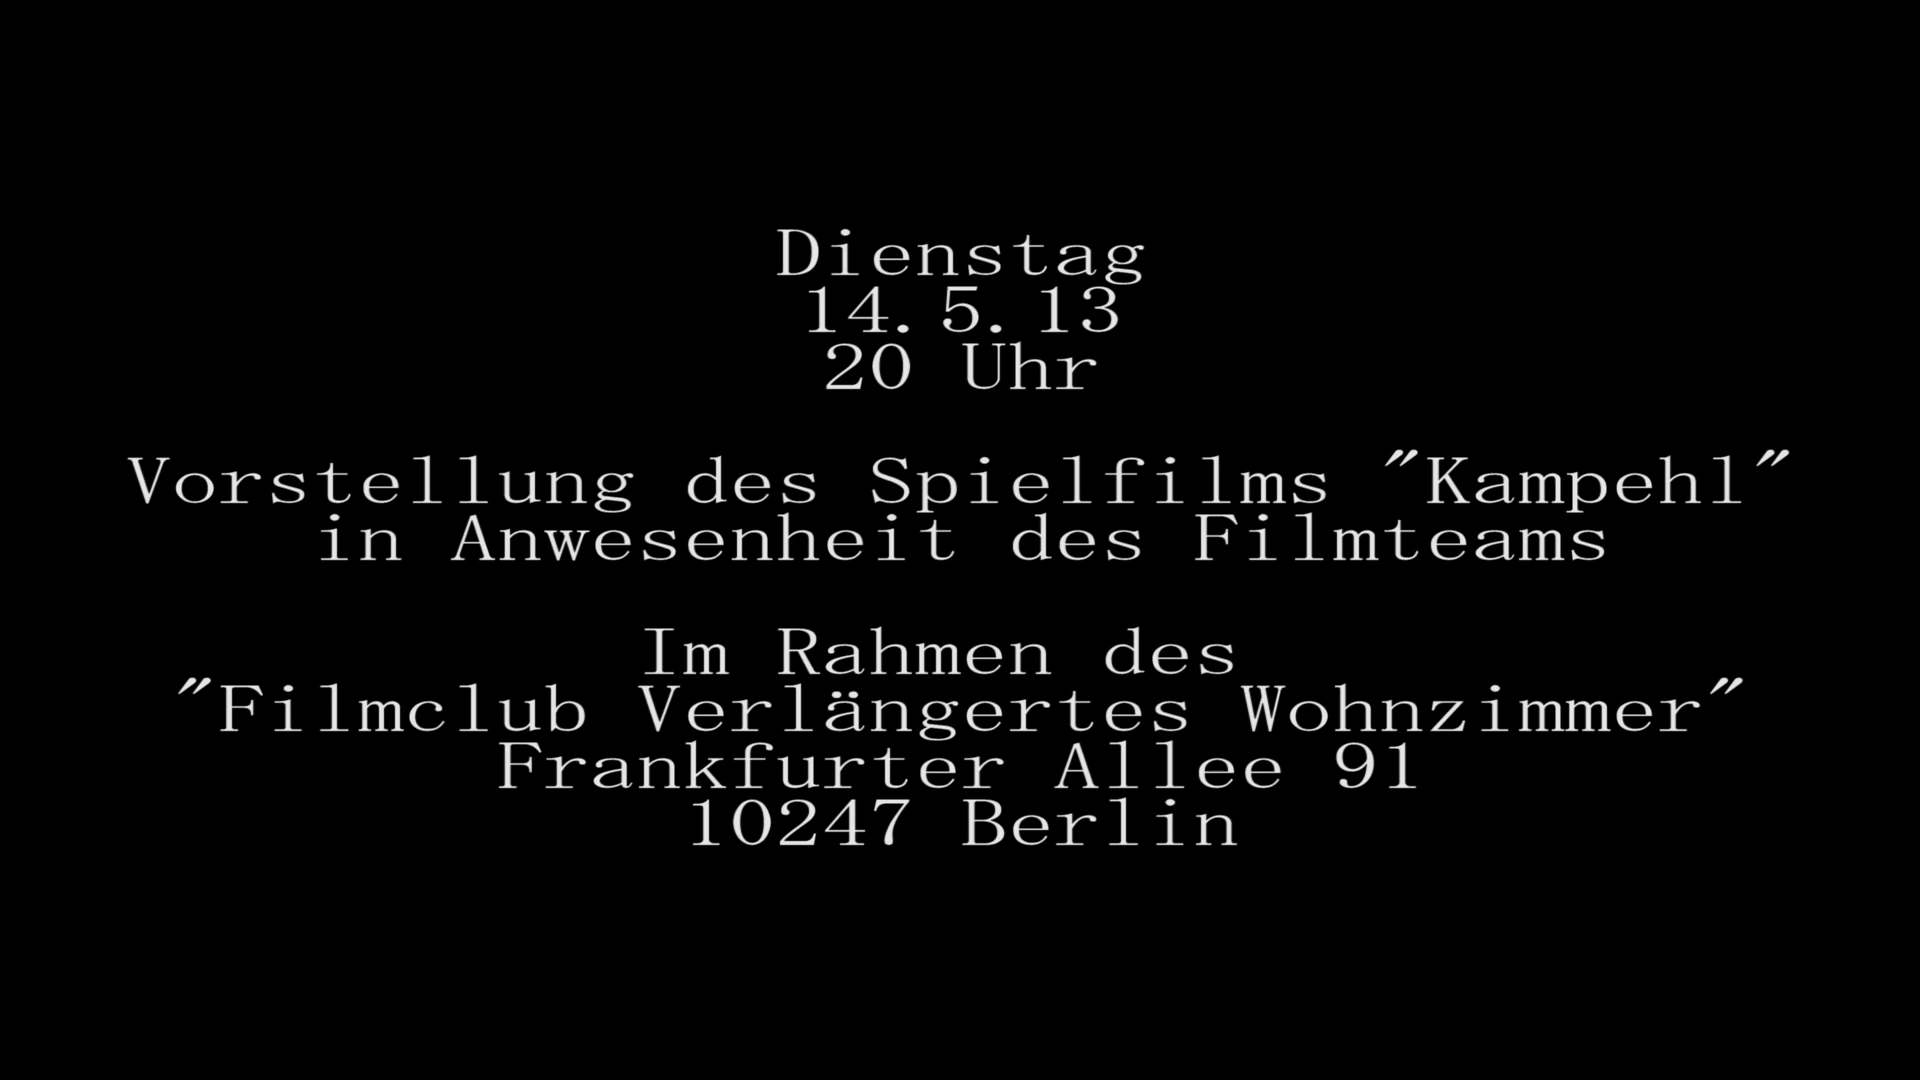 Dienstag
14.5.13
20 Uhr
Vorstellung des Spielfilms "Kampehl"
in Anwesenheit des Filmteams
Im Rahmen des
"Filmclub Verlängertes Wohnzimmer"
Frankfurter Allee 91
10247 Berlin